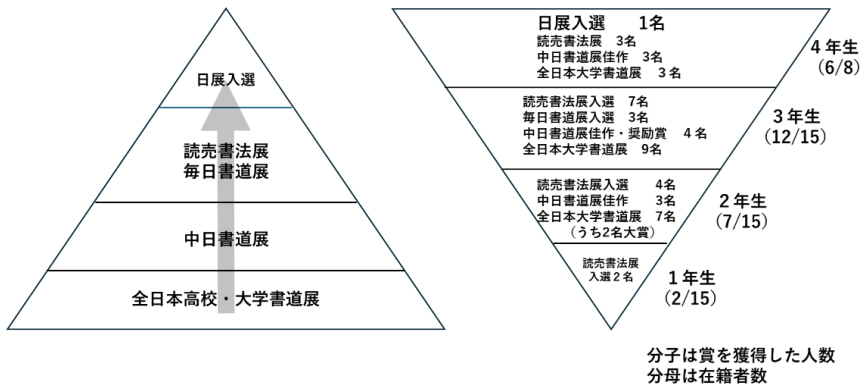 日展入選
読売書法展
毎日書道展
中日書道展
全日本高校・大学書道展
日展入選　1名
読売書法展　3名
中日書道展佳作　3名
全日本大学書道展　3名
4年生
(6/8)
読売書法展入選　7名
毎日書道展入選　3名
中日書道展佳作・奨励賞　4名
全日本大学書道展　9名
3年生
(12/15)
読売書法展入選　4名
中日書道展佳作　3名
全日本大学書道展　7名
（うち2名大賞）
2年生
(7/15)
読売書法展
入選2名
1年生
(2/15)
分子は賞を獲得した人数
分母は在籍者数